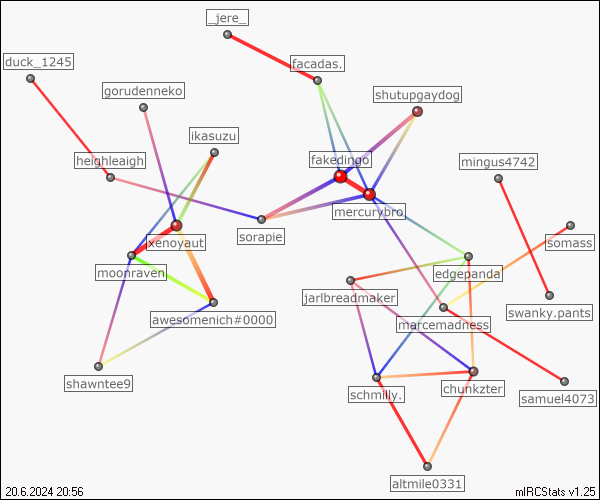 _jere_
duck_1245
facadas.
gorudenneko
shutupgaydog
ikasuzu
heighleaigh
fakedingo
mingus4742
mercurybro
sorapie
xenoyaut
somass
moonraven
edgepanda
jarlbreadmaker
swanky.pants
awesomenich#0000
marcemadness
shawntee9
schmilly.
chunkzter
samuel4073
altmile0331
20.6.2024 20:56
mIRCStats v1.25